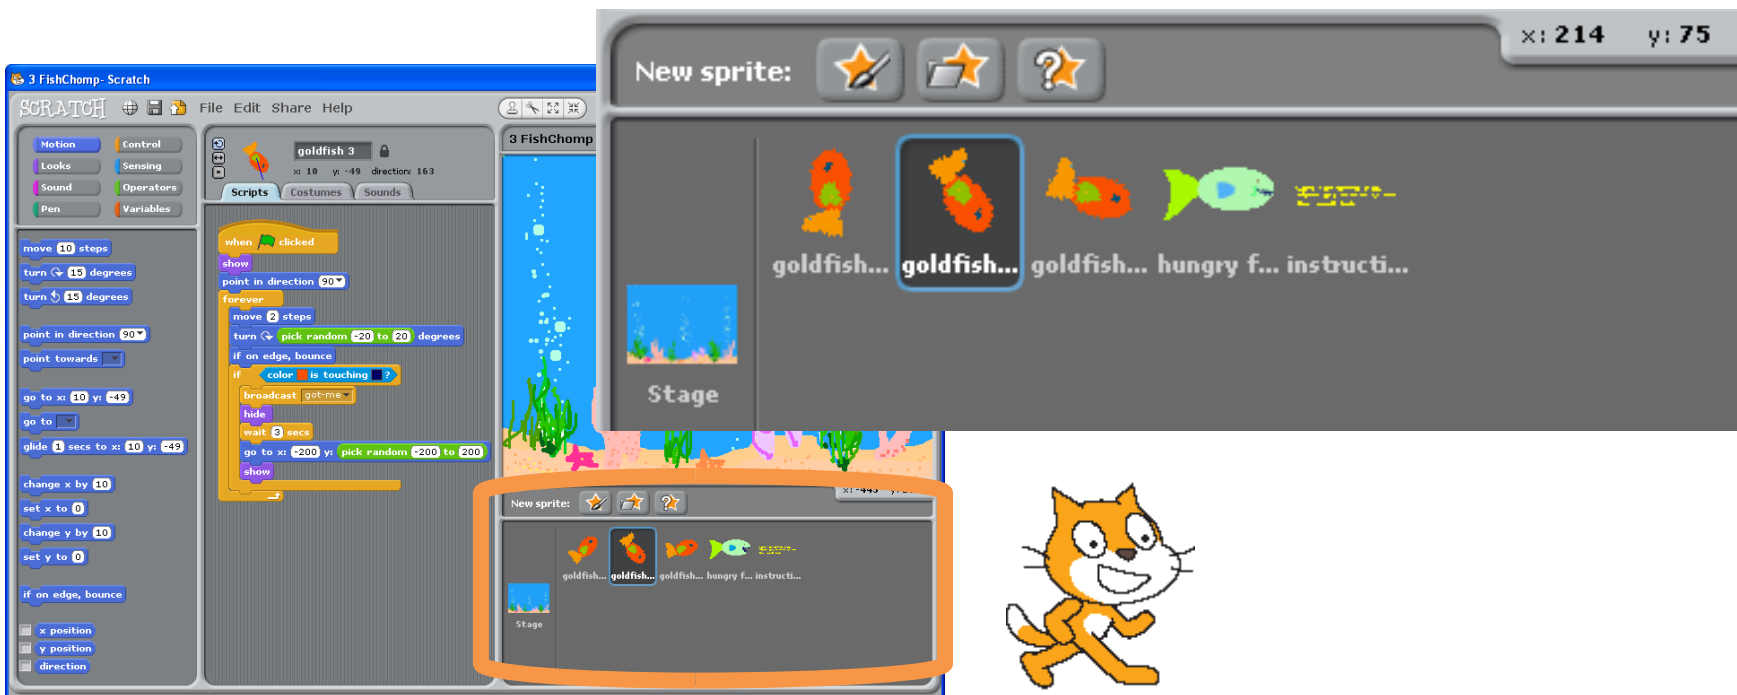 3 FishChomp- Scratch
SCRATCH File Edit Share Help
Motion Control
Looks Sensing
Sound Operators
Pen Variables
move 10 steps
turn 15 degrees
turn 15 degrees
point in direction 90
point towards
go to x: 10 y: -49
go to
glide 1 secs to x: 10 y: -49
change x by 10
set x to 0
change y by 10
set y to 0
if on edge, bounce
x position
y position
direction
goldfish 3
x: 10 y: -49 direction: 163
Scripts Costumes Sounds
when clicked
show
point in direction 90
forever
move 2 steps
turn pick random -20 to 20 degrees
if on edge, bounce
if color is touching ?
broadcast got-me
hide
wait 3 secs
go to x: -200 y: pick random -200 to 200
show
3 FishChomp
New sprite:
goldfish... goldfish... goldfish... hungry f... instructi...
Stage
x: 214 y: 75
New sprite:
goldfish... goldfish... goldfish... hungry f... instructi...
Stage